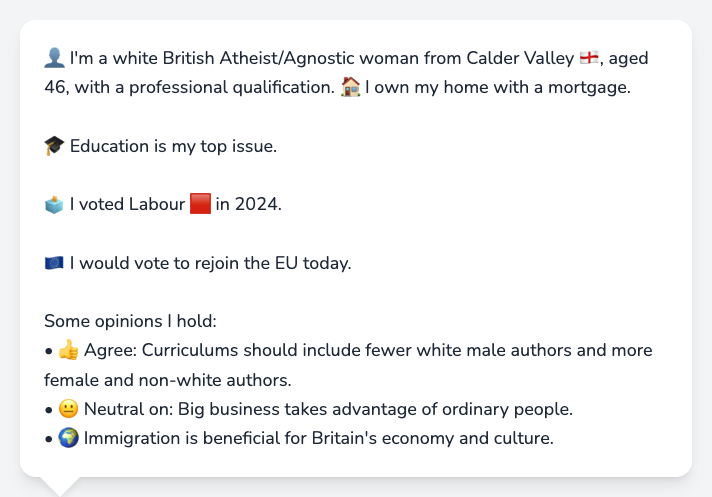 👤 I'm a white British Atheist/Agnostic woman from Calder Valley 🏴󠁧󠁢󠁥󠁮󠁧󠁿, aged
46, with a professional qualification. 🏠 I own my home with a mortgage.
🎓 Education is my top issue.
🗳️ I voted Labour 🟥 in 2024.
🇪🇺 I would vote to rejoin the EU today.
Some opinions I hold:
• 👍 Agree: Curriculums should include fewer white male authors and more
female and non-white authors.
• 😐 Neutral on: Big business takes advantage of ordinary people.
• 🌍 Immigration is beneficial for Britain's economy and culture.